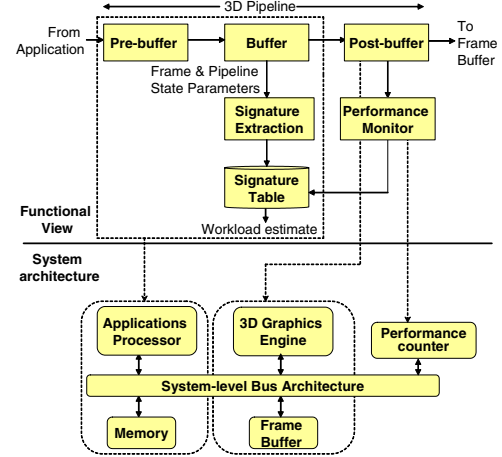 3D Pipeline
From
Application
Pre-buffer
Buffer
Post-buffer
To
Frame
Buffer
Frame & Pipeline
State Parameters
Signature
Extraction
Performance
Monitor
Signature
Table
Workload estimate
Functional
View
System
architecture
Applications
Processor
3D Graphics
Engine
Performance
counter
System-level Bus Architecture
Memory
Frame
Buffer